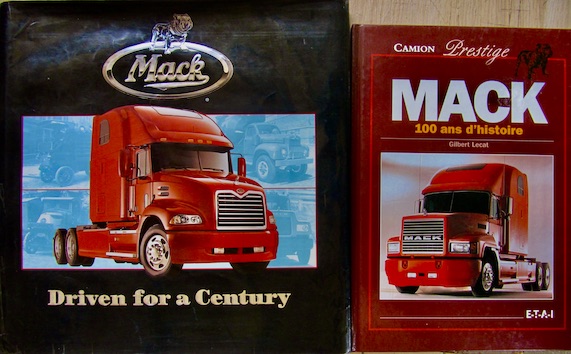 Mack
Driven for a Century
CAMION Prestige
MACK
100 ans d'histoire
Gilbert Lecat
MACK
E·T·A·I